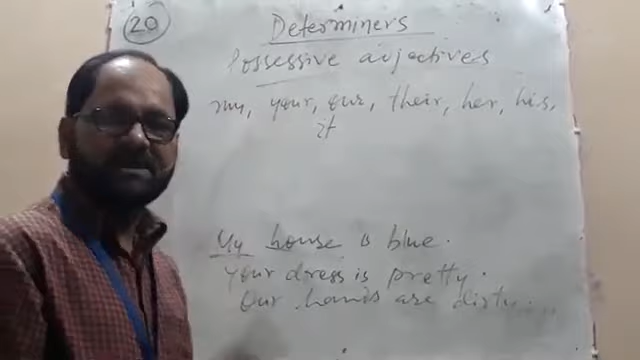 20
Determiners
Possessive adjectives
my, your, our, their, her, his,
it
My house is blue.
Your dress is pretty.
Our hands are dirty....